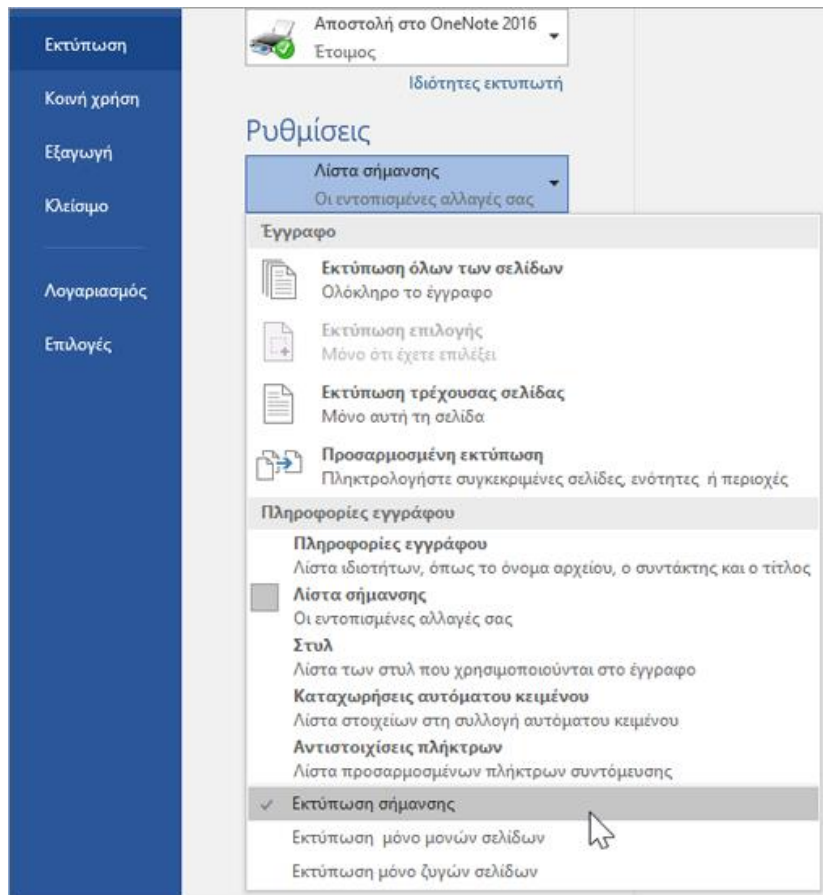 Εκτύπωση
Κοινή χρήση
Εξαγωγή
Κλείσιμο
Λογαριασμός
Επιλογές
Αποστολή στο OneNote 2016
Έτοιμος
Ιδιότητες εκτυπωτή
Ρυθμίσεις
Λίστα σήμανσης
Οι εντοπισμένες αλλαγές σας
Έγγραφο
Εκτύπωση όλων των σελίδων
Ολόκληρο το έγγραφο
Εκτύπωση επιλογής
Μόνο ότι έχετε επιλέξει
Εκτύπωση τρέχουσας σελίδας
Μόνο αυτή τη σελίδα
Προσαρμοσμένη εκτύπωση
Πληκτρολογήστε συγκεκριμένες σελίδες, ενότητες ή περιοχές
Πληροφορίες εγγράφου
Πληροφορίες εγγράφου
Λίστα ιδιοτήτων, όπως το όνομα αρχείου, ο συντάκτης και ο τίτλος
Λίστα σήμανσης
Οι εντοπισμένες αλλαγές σας
Στυλ
Λίστα των στυλ που χρησιμοποιούνται στο έγγραφο
Καταχωρήσεις αυτόματου κειμένου
Λίστα στοιχείων στη συλλογή αυτόματου κειμένου
Αντιστοιχίσεις πλήκτρων
Λίστα προσαρμοσμένων πλήκτρων συντόμευσης
Εκτύπωση σήμανσης
Εκτύπωση μόνο μονών σελίδων
Εκτύπωση μόνο ζυγών σελίδων